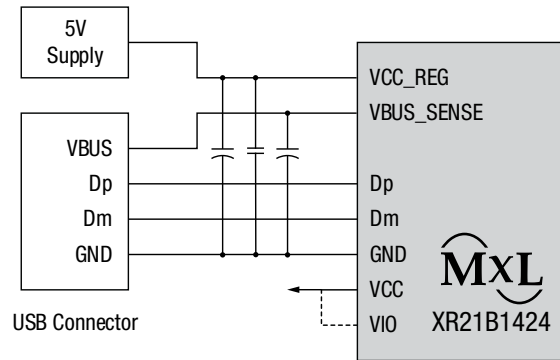 5V
Supply
VCC_REG
VBUS_SENSE
VBUS
Dp
Dm
GND
Dp
Dm
GND
VCC
VIO
MxL
XR21B1424
USB Connector